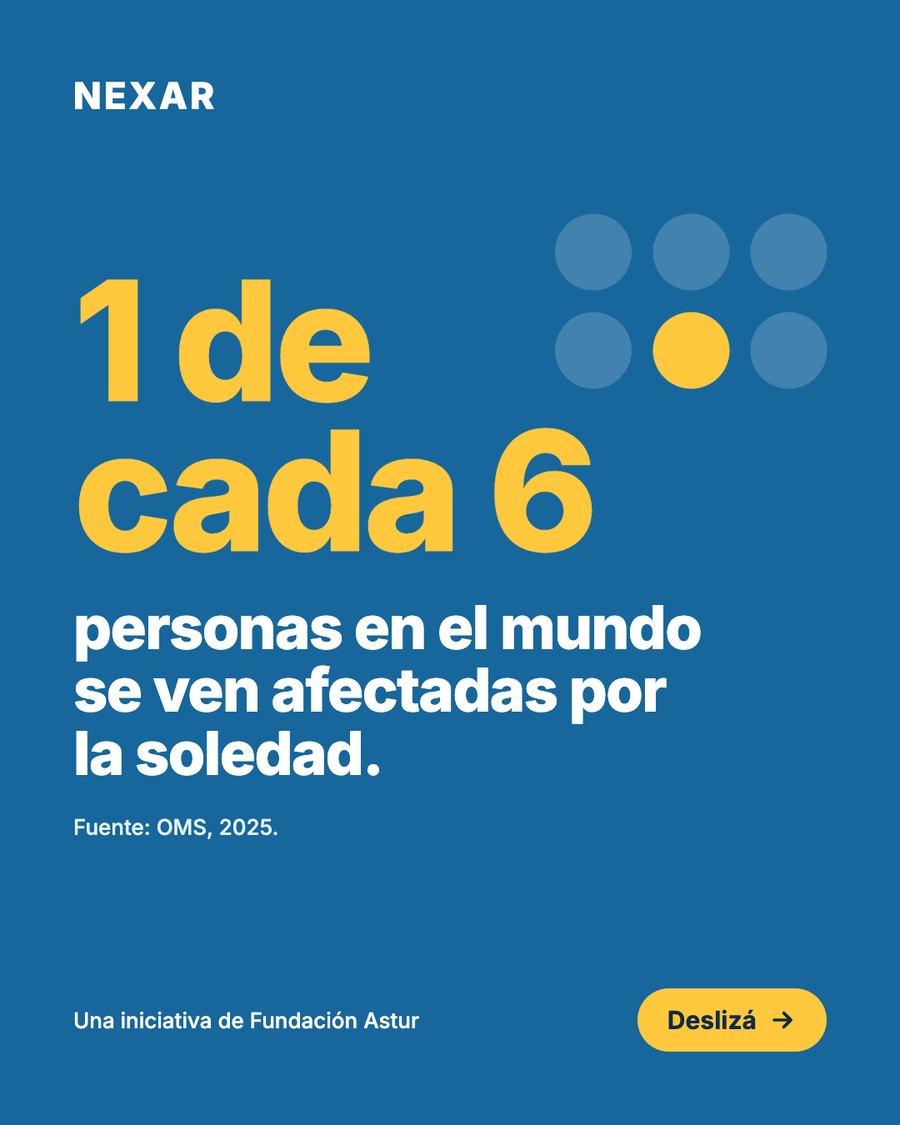 NEXAR
1 de
cada 6
personas en el mundo
se ven afectadas por
la soledad.
Fuente: OMS, 2025.
Una iniciativa de Fundación Astur
Deslizá →